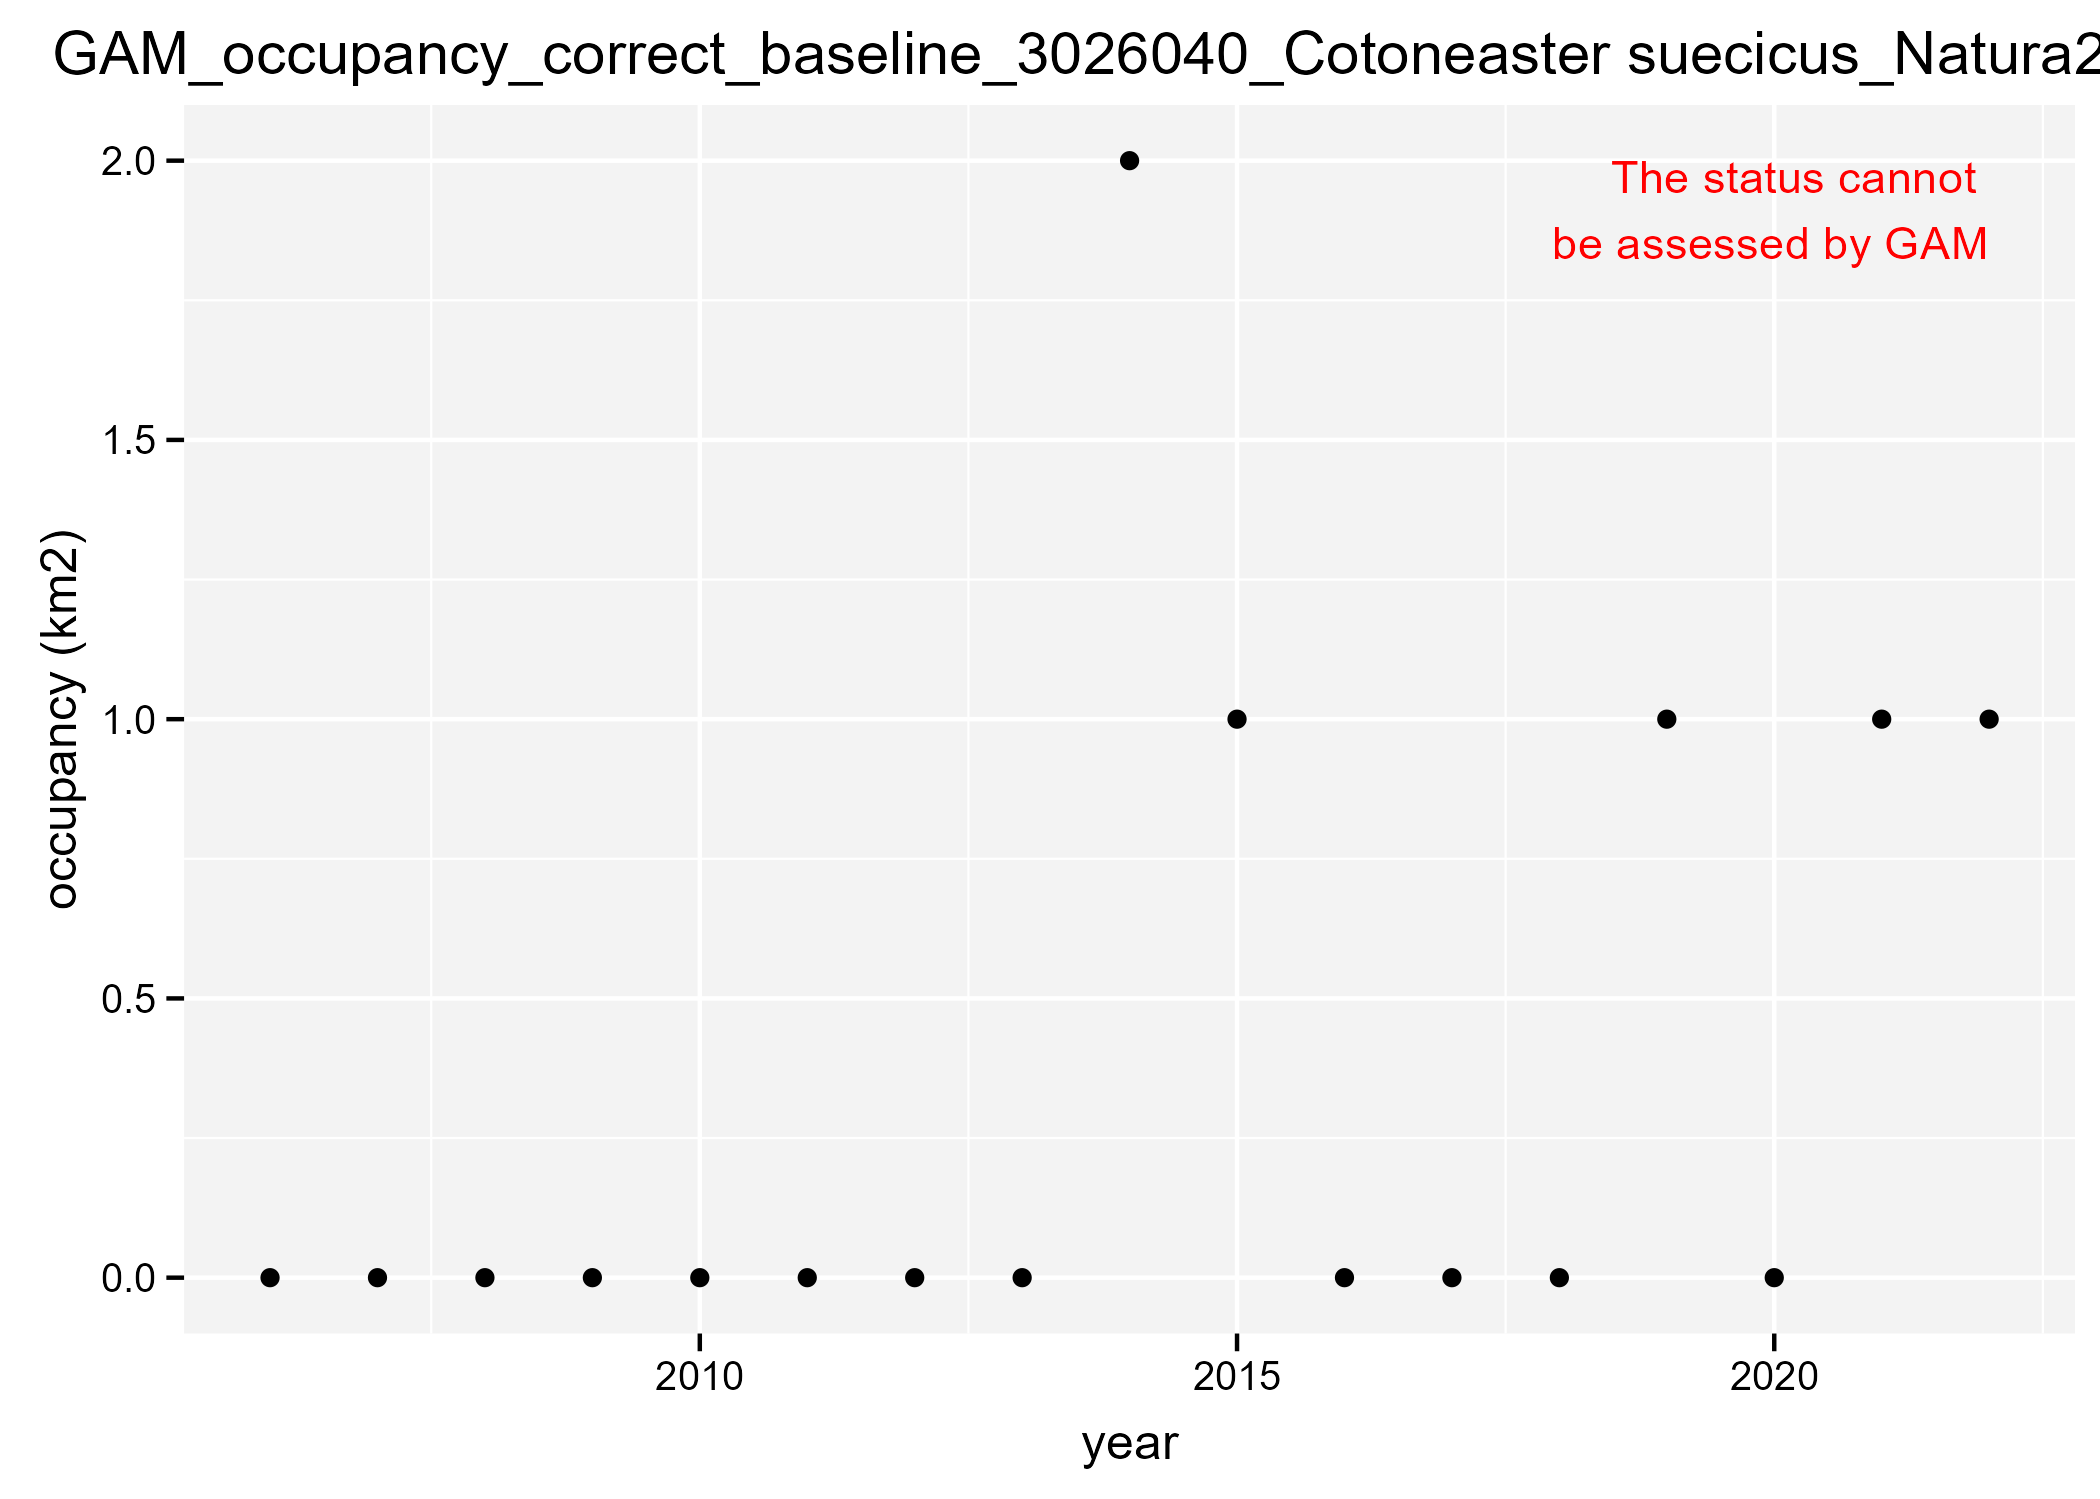 GAM_occupancy_correct_baseline_3026040_Cotoneaster suecicus_Natura2
The status cannot
be assessed by GAM
2.0
1.5
1.0
0.5
0.0
occupancy (km2)
2010
2015
2020
year